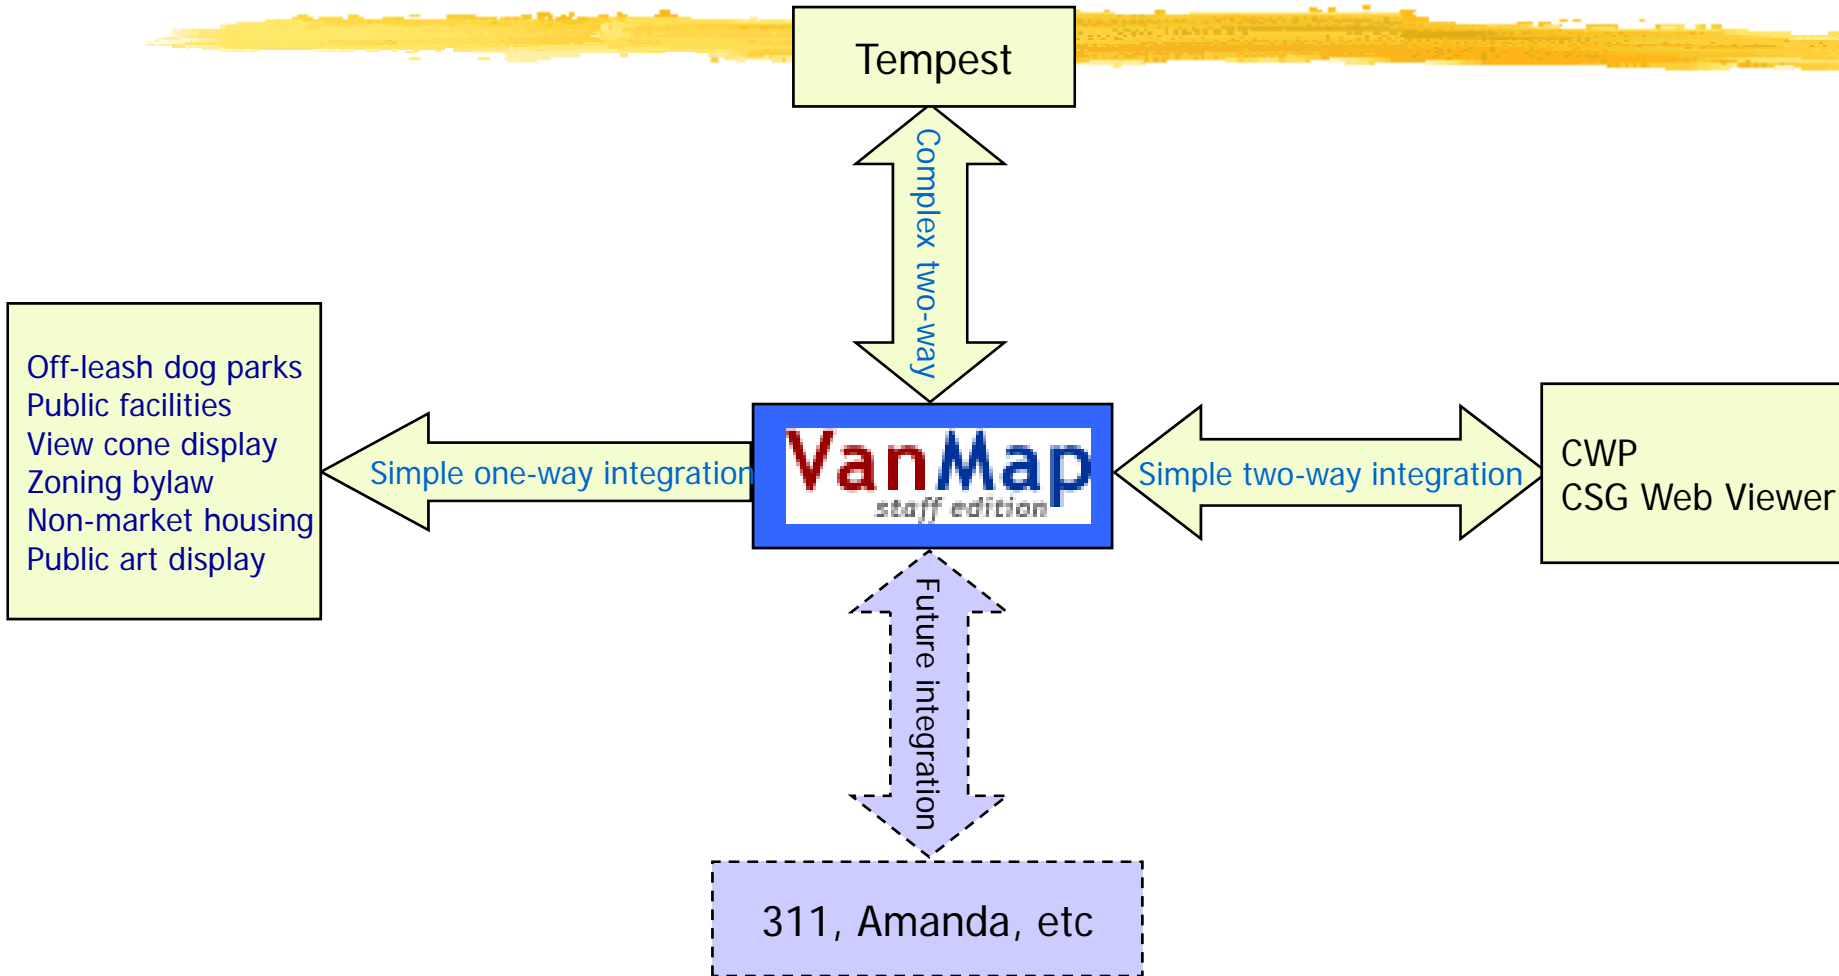 Tempest
Complex two-way
Off-leash dog parks
Public facilities
View cone display
Zoning bylaw
Non-market housing
Public art display
Simple one-way integration
VanMap
staff edition
Simple two-way integration
CWP
CSG Web Viewer
Future integration
311, Amanda, etc